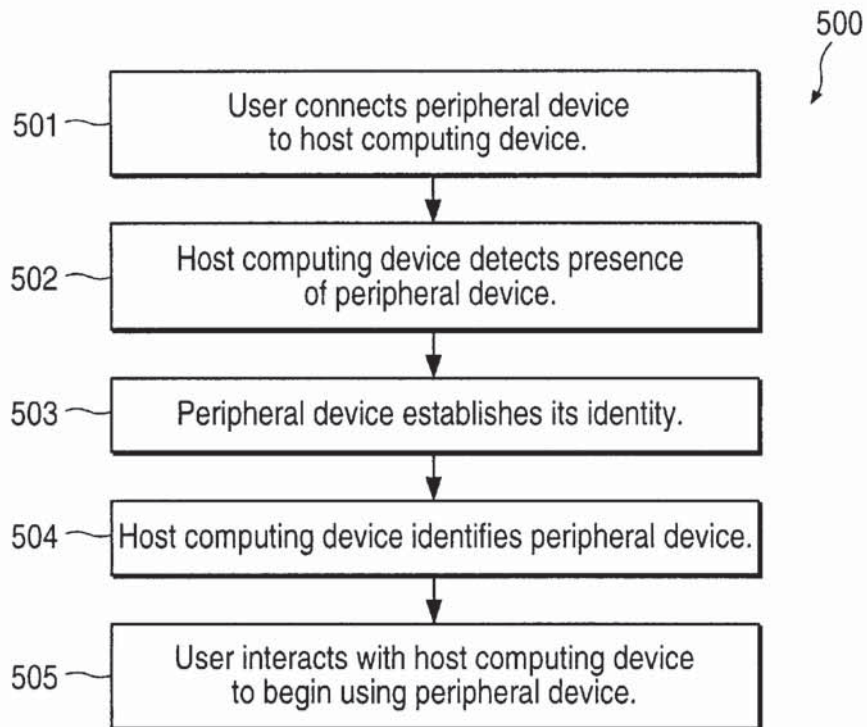 500
501
User connects peripheral device
to host computing device.
502
Host computing device detects presence
of peripheral device.
503
Peripheral device establishes its identity.
504
Host computing device identifies peripheral device.
505
User interacts with host computing device
to begin using peripheral device.